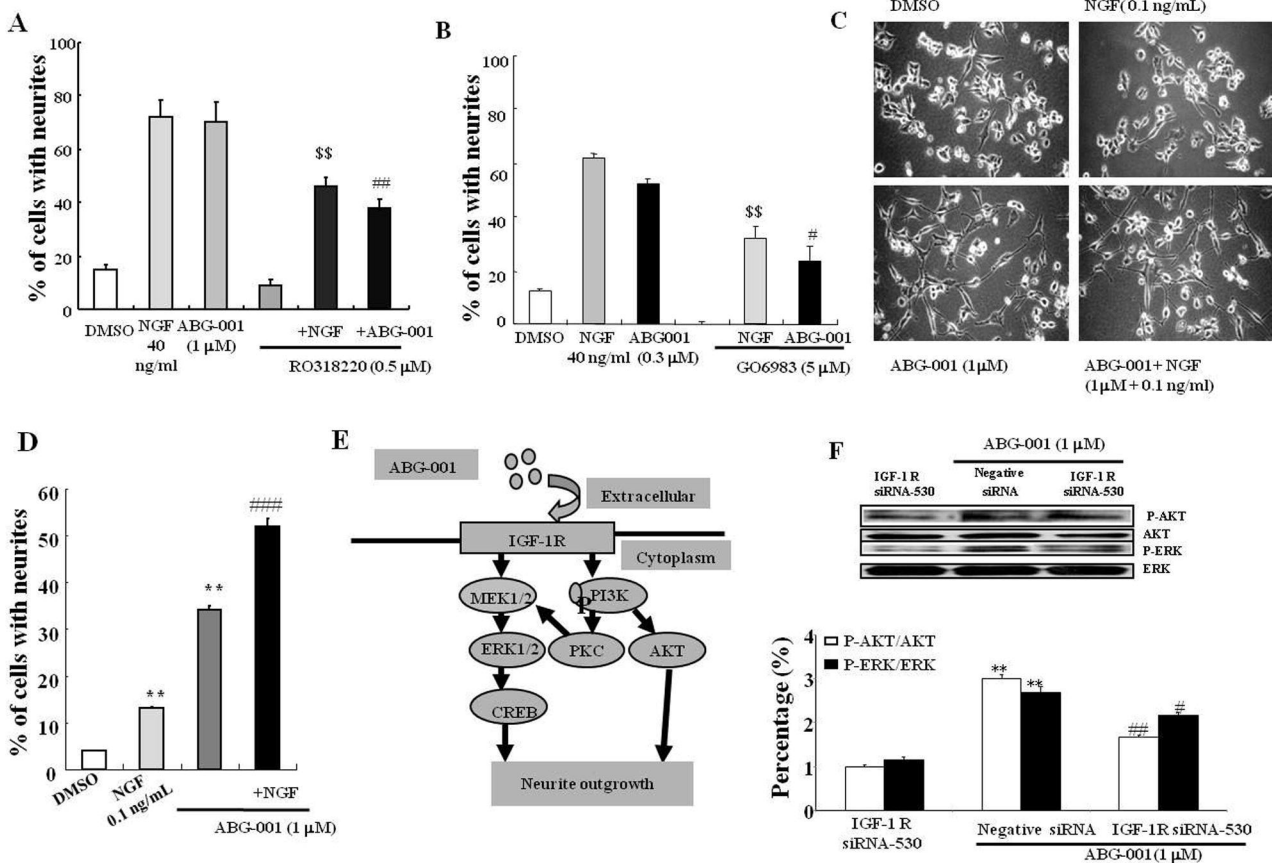 A
% of cells with neurites
100
80
60
40
20
0
$$
##
DMSO
NGF
40
ng/ml
ABG-001
(1 μM)
+NGF
+ABG-001
RO318220 (0.5 μM)
B
% of cells with neurites
100
80
60
40
20
0
$$
#
DMSO
NGF
40 ng/ml
ABG001
(0.3 μM)
NGF
ABG-001
GO6983 (5 μM)
C
DMSO
NGF( 0.1 ng/mL)
ABG-001 (1μM)
ABG-001+ NGF
(1μM + 0.1 ng/ml)
D
% of cells with neurites
60
50
40
30
20
10
0
**
**
###
DMSO
NGF
0.1 ng/mL
+NGF
ABG-001 (1 μM)
E
ABG-001
Extracellular
IGF-1R
Cytoplasm
MEK1/2
P
PI3K
ERK1/2
PKC
AKT
CREB
Neurite outgrowth
F
ABG-001 (1 μM)
IGF-1R
siRNA-530
Negative
siRNA
IGF-1R
siRNA-530
P-AKT
AKT
P-ERK
ERK
Percentage (%)
4
3
2
1
0
P-AKT/AKT
P-ERK/ERK
**
**
##
#
IGF-1R
siRNA-530
Negative siRNA
IGF-1R siRNA-530
ABG-001(1 μM)